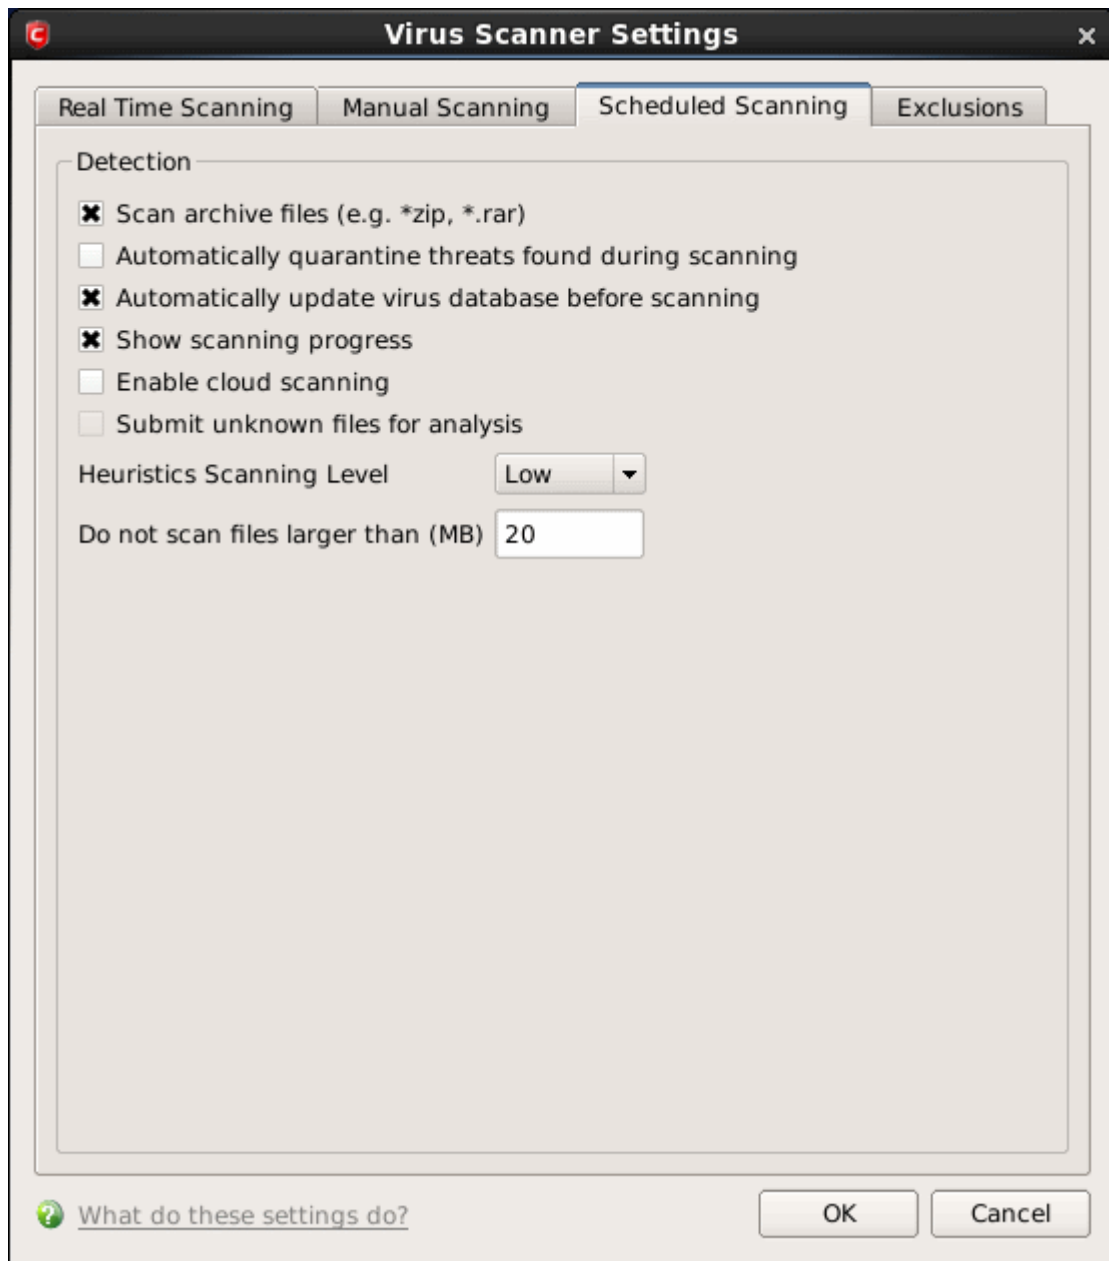 Virus Scanner Settings
Real Time Scanning Manual Scanning Scheduled Scanning Exclusions
Detection
Scan archive files (e.g. *zip, *.rar)
Automatically quarantine threats found during scanning
Automatically update virus database before scanning
Show scanning progress
Enable cloud scanning
Submit unknown files for analysis
Heuristics Scanning Level Low
Do not scan files larger than (MB) 20
What do these settings do? OK Cancel